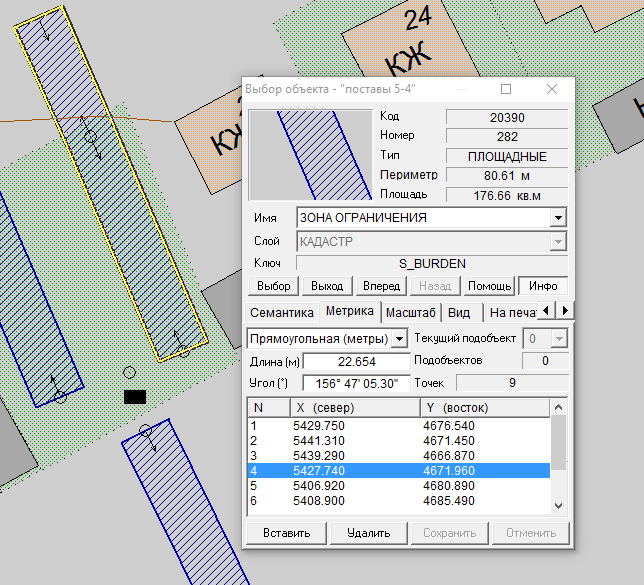 24
КЖ
КЖ
Выбор объекта - "поставы 5-4"
Код 20390
Номер 282
Тип ПЛОЩАДНЫЕ
Периметр 80.61 м
Площадь 176.66 кв.м
Имя ЗОНА ОГРАНИЧЕНИЯ
Слой КАДАСТР
Ключ S_BURDEN
Выбор Выход Вперед Назад Помощь Инфо
Семантика Метрика Масштаб Вид На печа
Прямоугольная (метры) Текущий подобъект 0
Длина (м) 22.654 Подобъектов 0
Угол (°) 156° 47' 05.30" Точек 9
N X (север) Y (восток)
1 5429.750 4676.540
2 5441.310 4671.450
3 5439.290 4666.870
4 5427.740 4671.960
5 5406.920 4680.890
6 5408.900 4685.490
Вставить Удалить Сохранить Отменить